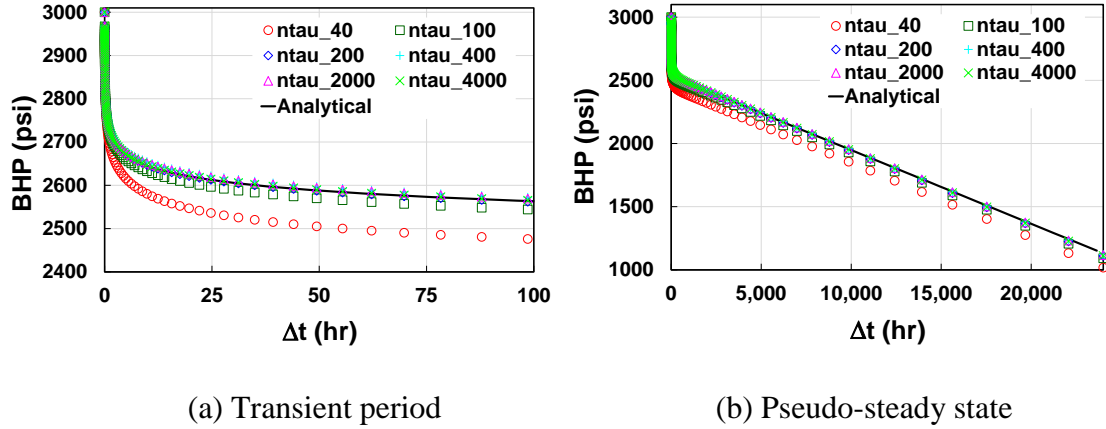 3000
2900
2800
2700
2600
2500
2400
BHP (psi)
ntau_40
ntau_100
ntau_200
ntau_400
ntau_2000
ntau_4000
Analytical
0
25
50
75
100
Δt (hr)
(a) Transient period
3000
2500
2000
1500
1000
BHP (psi)
ntau_40
ntau_100
ntau_200
ntau_400
ntau_2000
ntau_4000
Analytical
0
5,000
10,000
15,000
20,000
Δt (hr)
(b) Pseudo-steady state